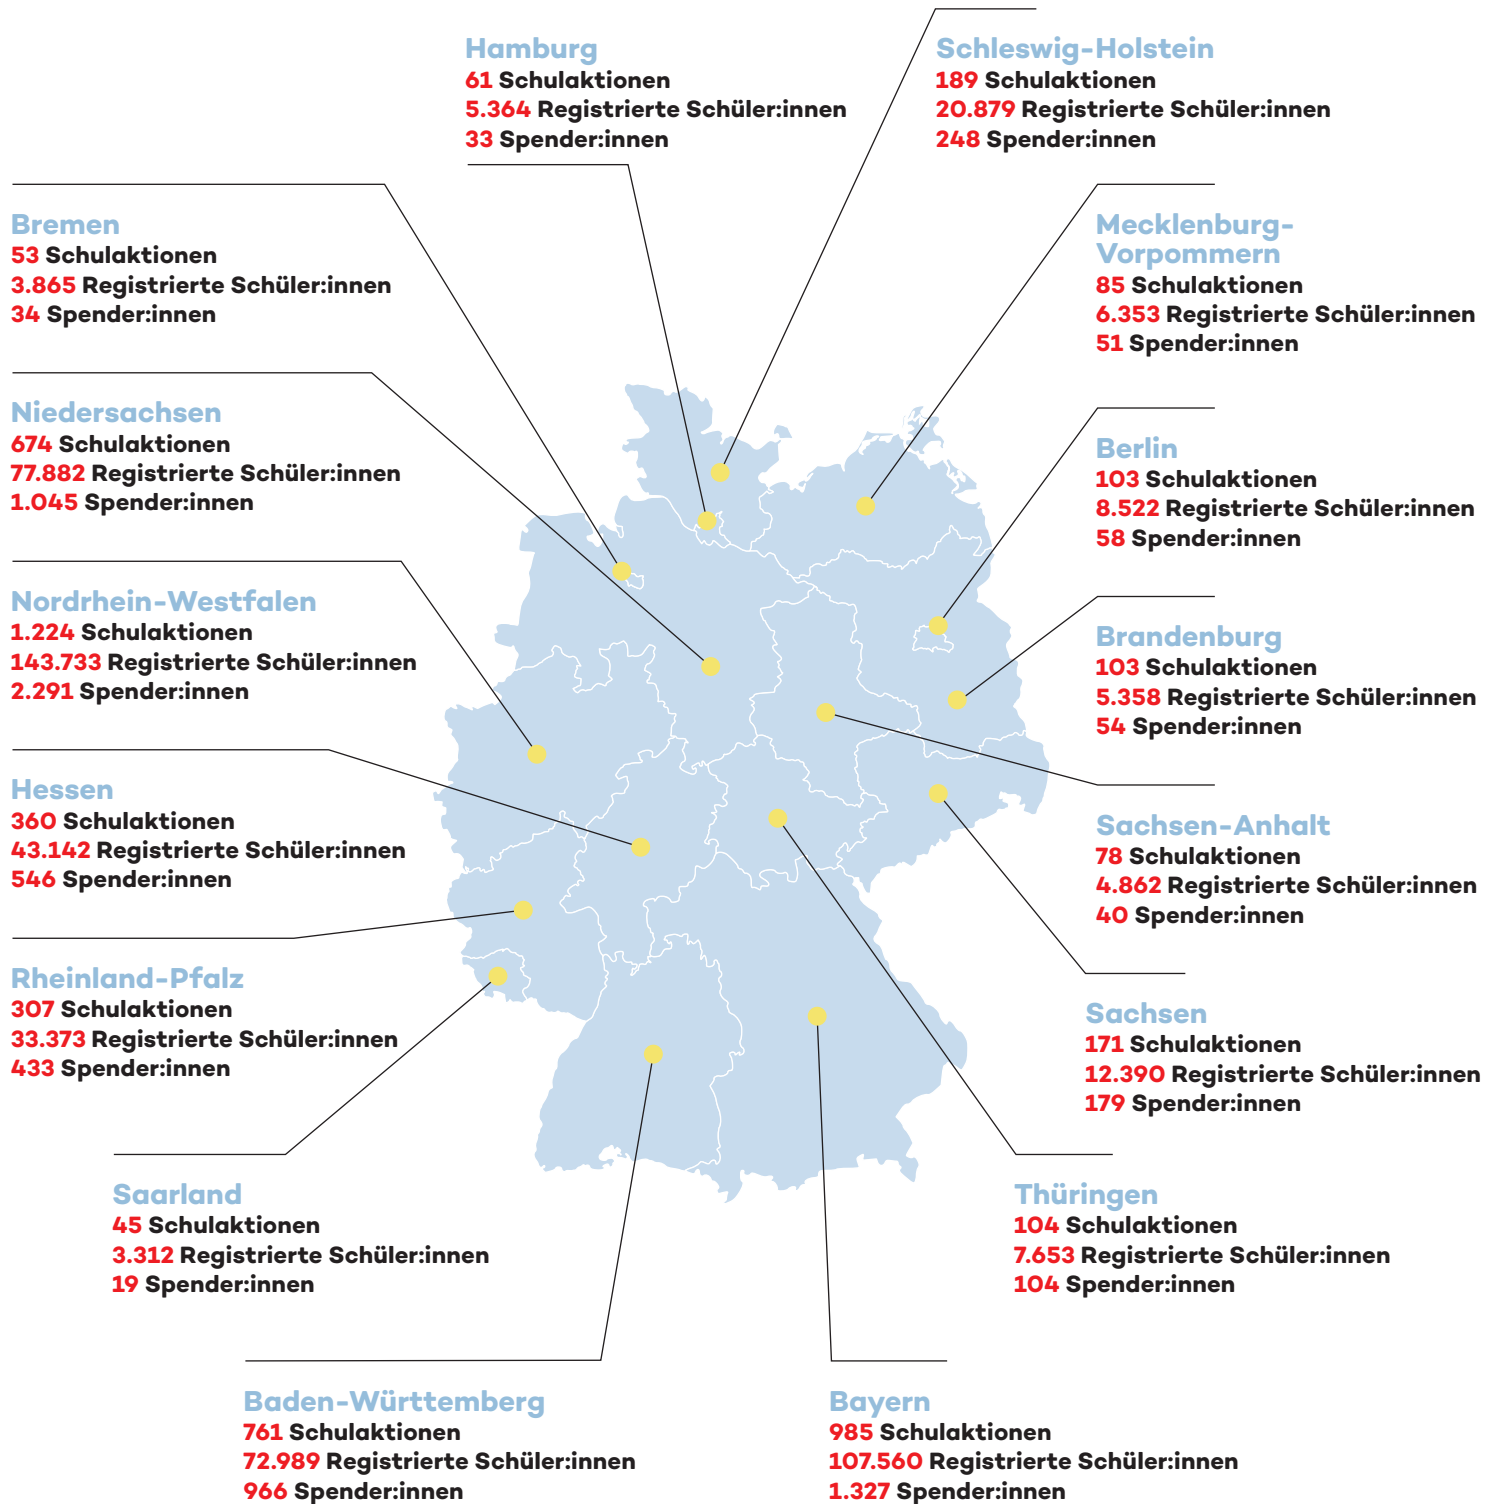 Hamburg
61 Schulaktionen
5.364 Registrierte Schüler:innen
33 Spender:innen
Schleswig-Holstein
189 Schulaktionen
20.879 Registrierte Schüler:innen
248 Spender:innen
Bremen
53 Schulaktionen
3.865 Registrierte Schüler:innen
34 Spender:innen
Mecklenburg-
Vorpommern
85 Schulaktionen
6.353 Registrierte Schüler:innen
51 Spender:innen
Niedersachsen
674 Schulaktionen
77.882 Registrierte Schüler:innen
1.045 Spender:innen
Berlin
103 Schulaktionen
8.522 Registrierte Schüler:innen
58 Spender:innen
Nordrhein-Westfalen
1.224 Schulaktionen
143.733 Registrierte Schüler:innen
2.291 Spender:innen
Brandenburg
103 Schulaktionen
5.358 Registrierte Schüler:innen
54 Spender:innen
Hessen
360 Schulaktionen
43.142 Registrierte Schüler:innen
546 Spender:innen
Sachsen-Anhalt
78 Schulaktionen
4.862 Registrierte Schüler:innen
40 Spender:innen
Rheinland-Pfalz
307 Schulaktionen
33.373 Registrierte Schüler:innen
433 Spender:innen
Sachsen
171 Schulaktionen
12.390 Registrierte Schüler:innen
179 Spender:innen
Saarland
45 Schulaktionen
3.312 Registrierte Schüler:innen
19 Spender:innen
Thüringen
104 Schulaktionen
7.653 Registrierte Schüler:innen
104 Spender:innen
Baden-Württemberg
761 Schulaktionen
72.989 Registrierte Schüler:innen
966 Spender:innen
Bayern
985 Schulaktionen
107.560 Registrierte Schüler:innen
1.327 Spender:innen